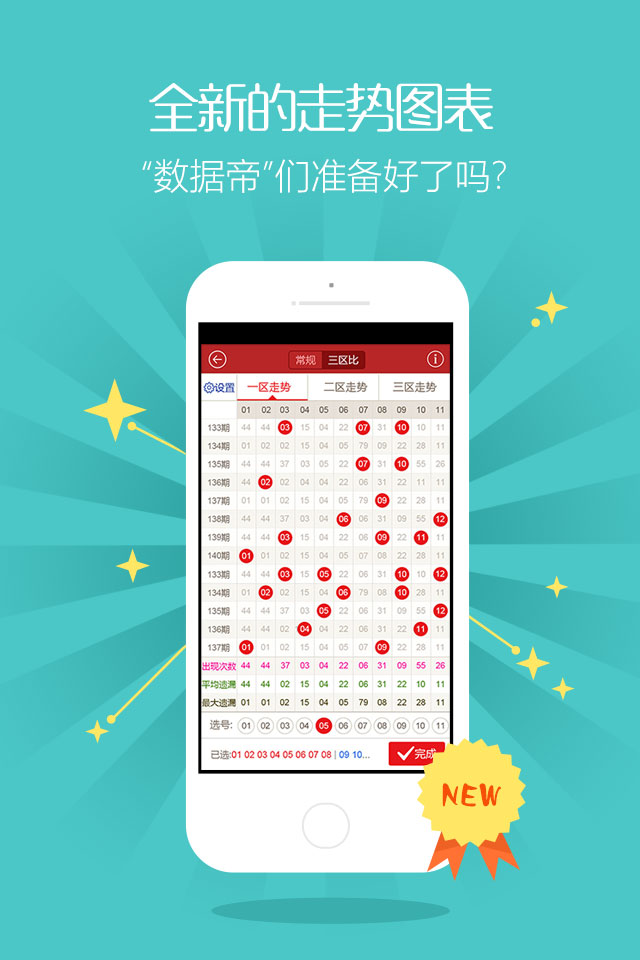 全新的走势图表
“数据帝”们准备好了吗?
常规 三区比
设置 一区走势 二区走势 三区走势
01 02 03 04 05 06 07 08 09 10 11
133期 44 44 03 15 04 22 07 31 10 55 11
134期 01 02 02 15 04 05 79 09 22 28 11
135期 44 44 37 03 04 22 07 31 10 55 26
136期 44 02 02 15 04 22 06 31 22 11 11
137期 01 01 02 15 04 05 79 09 22 28 11
138期 44 44 37 03 04 06 06 31 09 55 12
139期 44 44 03 15 04 22 06 09 22 11 11
140期 01 01 02 15 04 05 07 08 22 28 11
133期 44 44 03 15 05 22 06 31 10 55 12
134期 44 02 02 15 04 06 79 08 10 28 11
135期 44 44 37 03 05 22 06 31 09 55 12
136期 44 44 02 04 04 22 06 31 22 11 11
137期 01 01 02 15 04 05 79 09 22 28 11
出现次数 44 44 37 03 04 22 06 31 09 55 26
平均遗漏 44 44 02 15 04 22 06 31 22 10 11
最大遗漏 01 01 02 15 04 05 07 08 22 28 11
选号: 01 02 03 04 05 06 07 08 09 10 11
已选:01 02 03 04 05 06 07 08 | 09 10... 完成
NEW